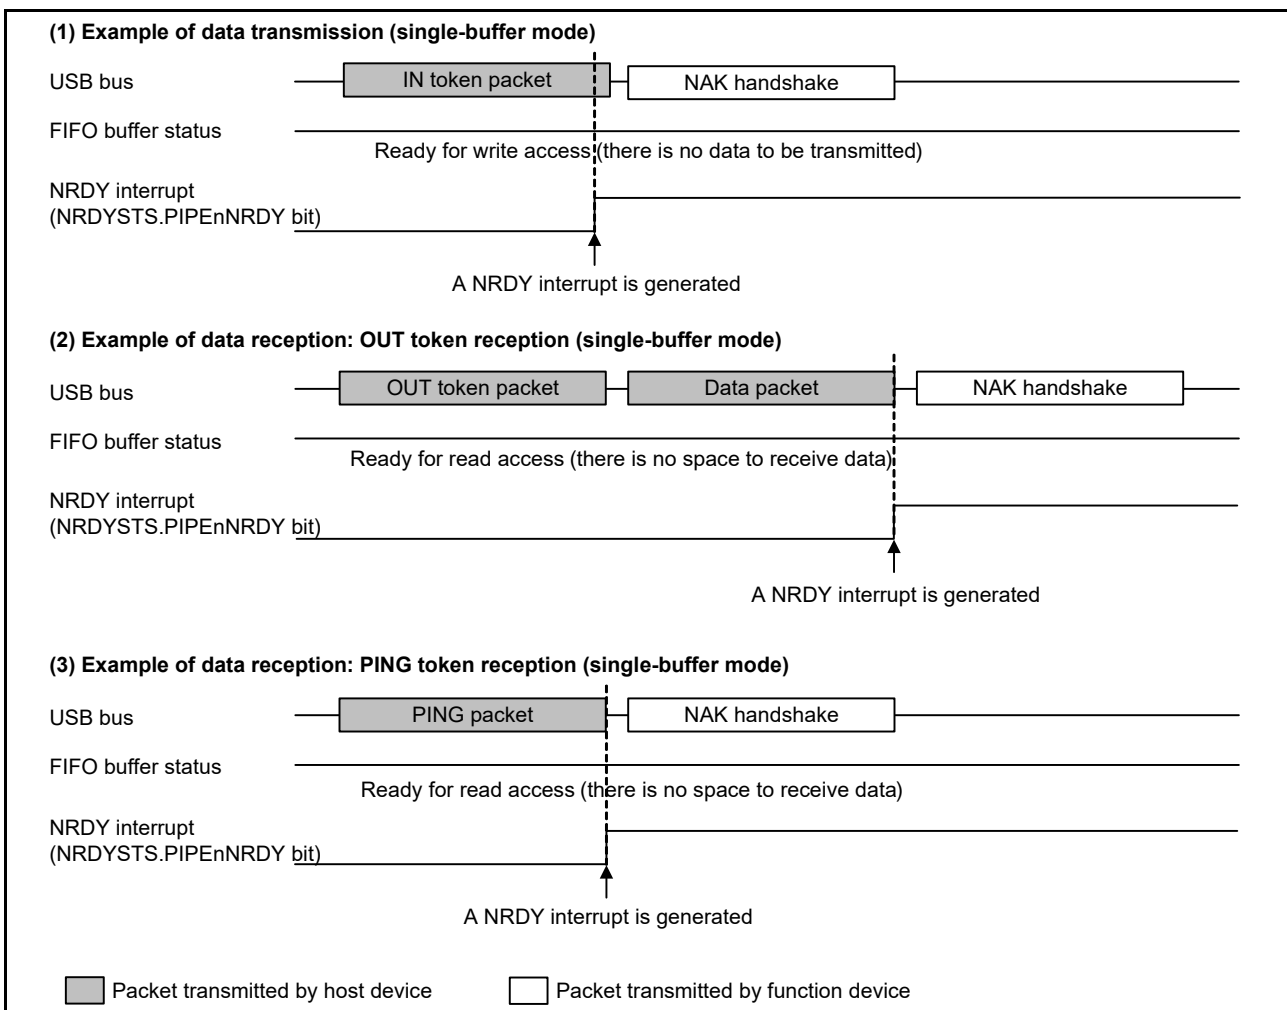 (1) Example of data transmission (single-buffer mode)
USB bus
IN token packet
NAK handshake
FIFO buffer status
Ready for write access (there is no data to be transmitted)
NRDY interrupt
(NRDYSTS.PIPEnNRDY bit)
A NRDY interrupt is generated
(2) Example of data reception: OUT token reception (single-buffer mode)
USB bus
OUT token packet
Data packet
NAK handshake
FIFO buffer status
Ready for read access (there is no space to receive data)
NRDY interrupt
(NRDYSTS.PIPEnNRDY bit)
A NRDY interrupt is generated
(3) Example of data reception: PING token reception (single-buffer mode)
USB bus
PING packet
NAK handshake
FIFO buffer status
Ready for read access (there is no space to receive data)
NRDY interrupt
(NRDYSTS.PIPEnNRDY bit)
A NRDY interrupt is generated
Packet transmitted by host device
Packet transmitted by function device